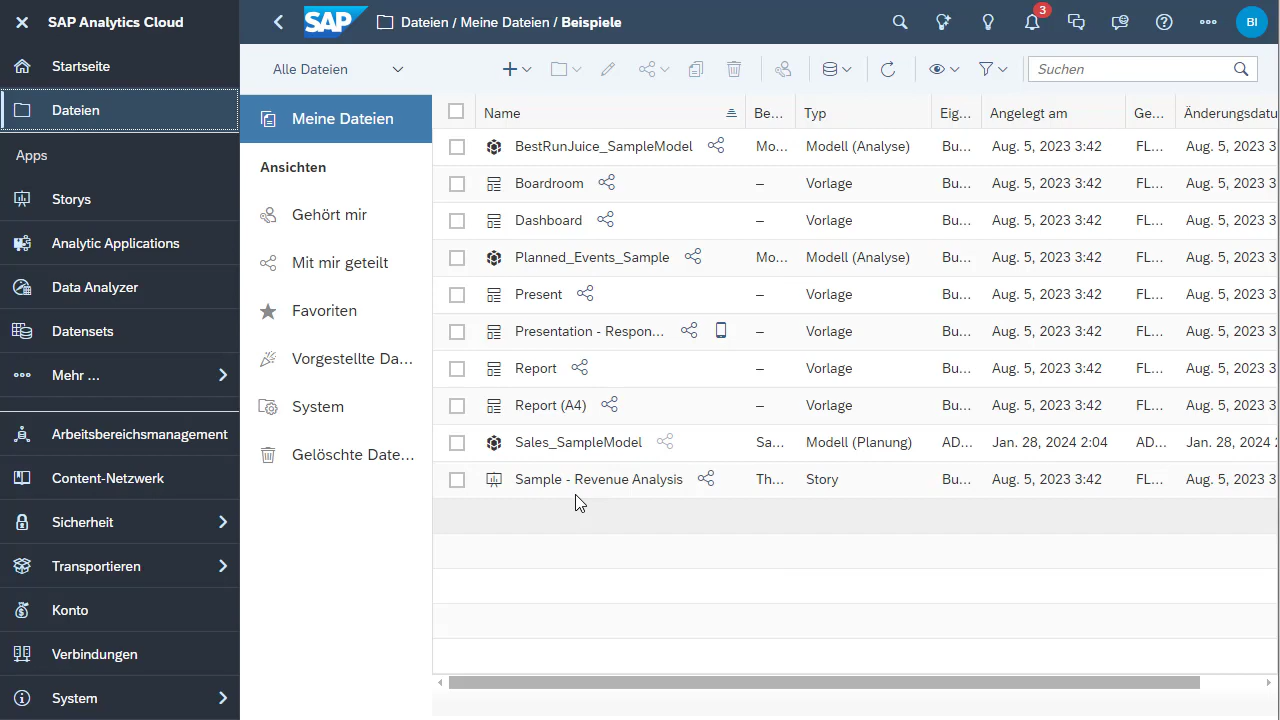 SAP Analytics Cloud
Startseite
Dateien
Apps
Storys
Analytic Applications
Data Analyzer
Datensets
Mehr ...
Arbeitsbereichsmanagement
Content-Netzwerk
Sicherheit
Transportieren
Konto
Verbindungen
System
SAP Dateien / Meine Dateien / Beispiele 3 BI
Alle Dateien Suchen
Meine Dateien
Ansichten
Gehört mir
Mit mir geteilt
Favoriten
Vorgestellte Da...
System
Gelöschte Date...
Name Be... Typ Eig... Angelegt am Ge... Änderungsdatu
BestRunJuice_SampleModel Mo... Modell (Analyse) Bu... Aug. 5, 2023 3:42 FL... Aug. 5, 2023 3
Boardroom – Vorlage Bu... Aug. 5, 2023 3:42 FL... Aug. 5, 2023 3
Dashboard – Vorlage Bu... Aug. 5, 2023 3:42 FL... Aug. 5, 2023 3
Planned_Events_Sample Mo... Modell (Analyse) Bu... Aug. 5, 2023 3:42 FL... Aug. 5, 2023 3
Present – Vorlage Bu... Aug. 5, 2023 3:42 FL... Aug. 5, 2023 3
Presentation - Respon... – Vorlage Bu... Aug. 5, 2023 3:42 FL... Aug. 5, 2023 3
Report – Vorlage Bu... Aug. 5, 2023 3:42 FL... Aug. 5, 2023 3
Report (A4) – Vorlage Bu... Aug. 5, 2023 3:42 FL... Aug. 5, 2023 3
Sales_SampleModel Sa... Modell (Planung) AD... Jan. 28, 2024 2:04 AD... Jan. 28, 2024
Sample - Revenue Analysis Th... Story Bu... Aug. 5, 2023 3:42 FL... Aug. 5, 2023 3